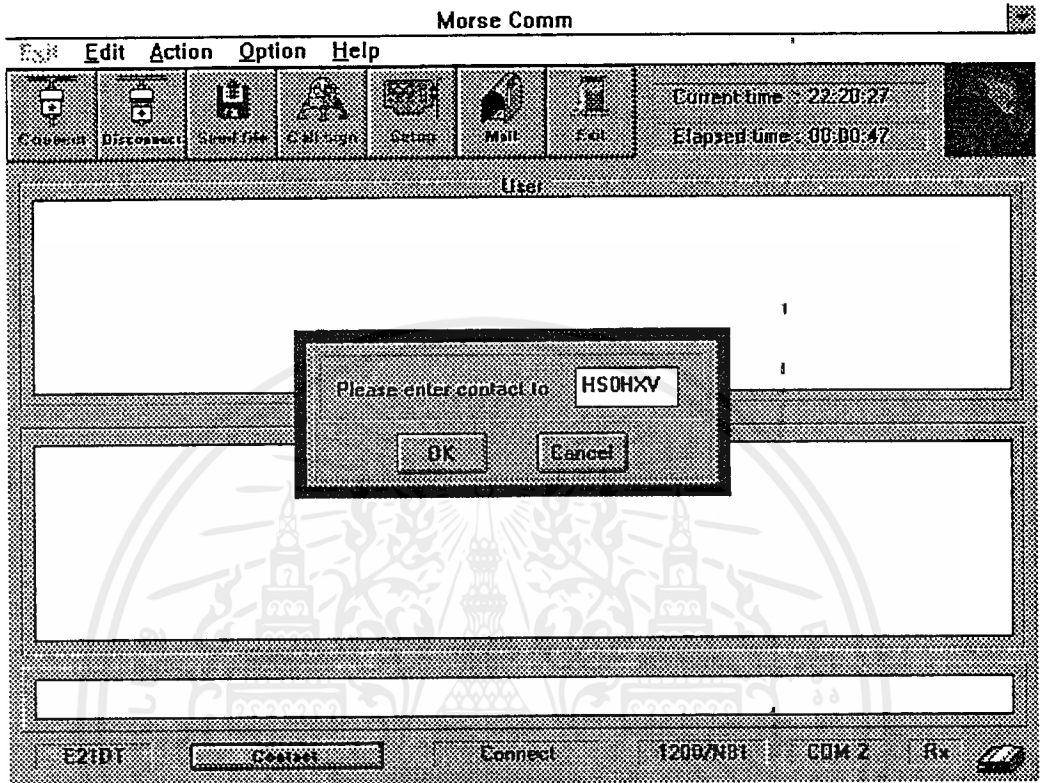 Morse Comm
Exit Edit Action Option Help
Connect Disconnect Send file Call sign Setup Mail Exit
Current time : 22:20:27
Elapsed time : 00:00:47
User
Please enter contact to HS0HXV
OK Cancel
E21DT Contact Connect 1200/N81 COM 2 Rx